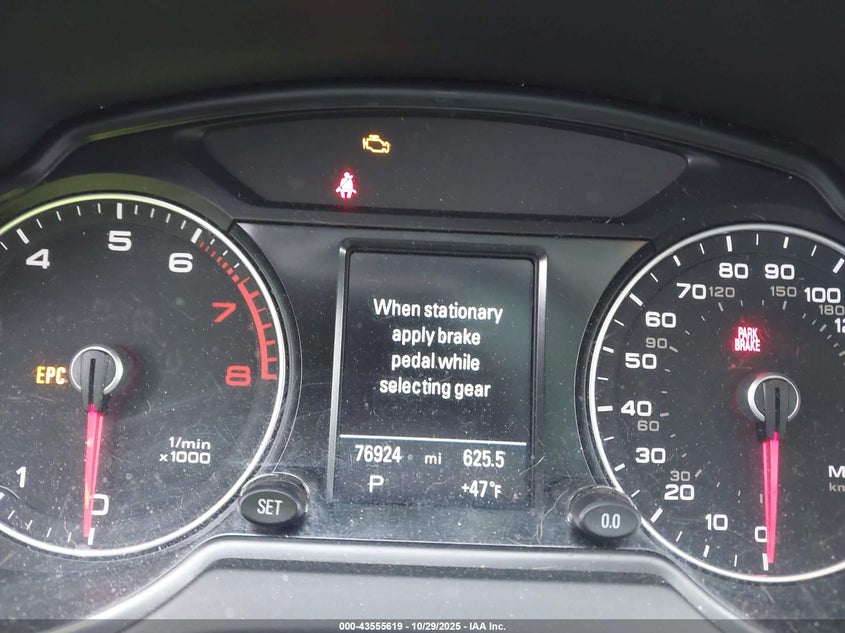 4
5
6
7
8
EPC
1/min
x1000
1
0
SET
When stationary
apply brake
pedal while
selecting gear
76924 mi 625.5
P +47°F
0.0
80 90
70 120 150 100
180
60
90
50
PARK
BRAKE
40
60
30
30
20
10
0
000-43555619 - 10/29/2025 - IAA Inc.